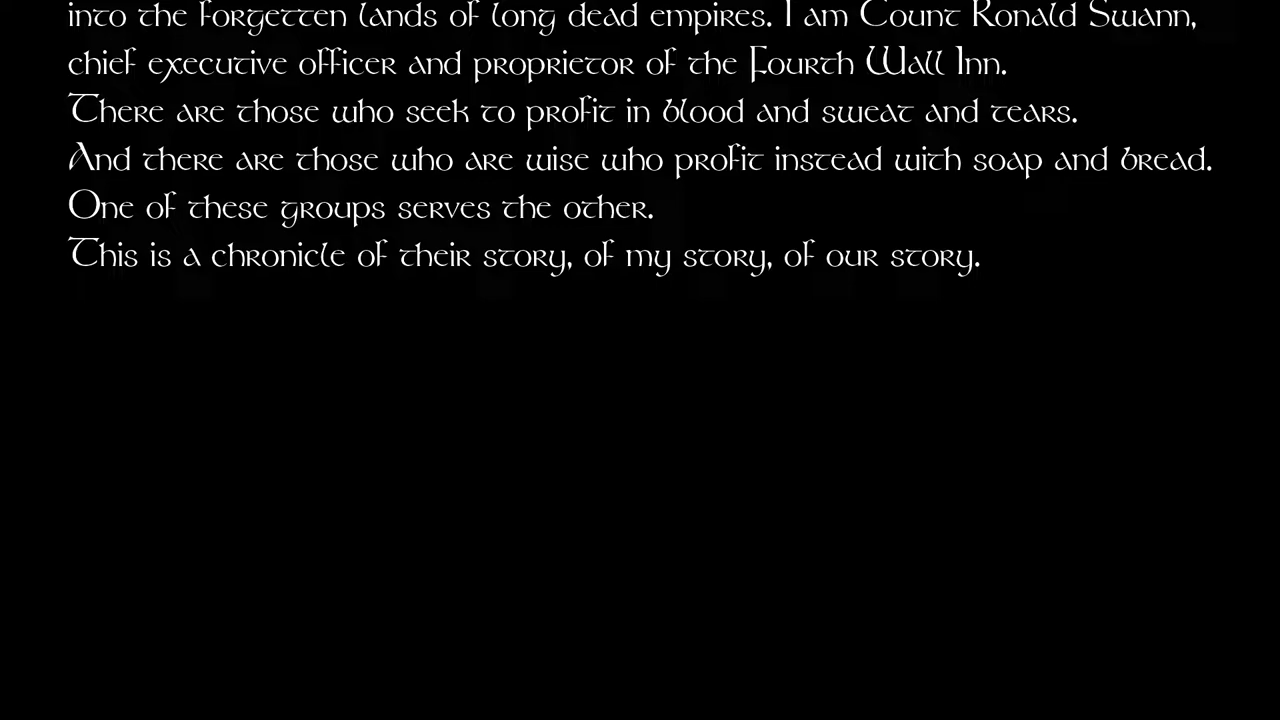 into the forgetten lands of long dead empires. I am Count Ronald Swann,
chief executive officer and proprietor of the Fourth Wall Inn.
There are those who seek to profit in blood and sweat and tears.
And there are those who are wise who profit instead with soap and bread.
One of these groups serves the other.
This is a chronicle of their story, of my story, of our story.